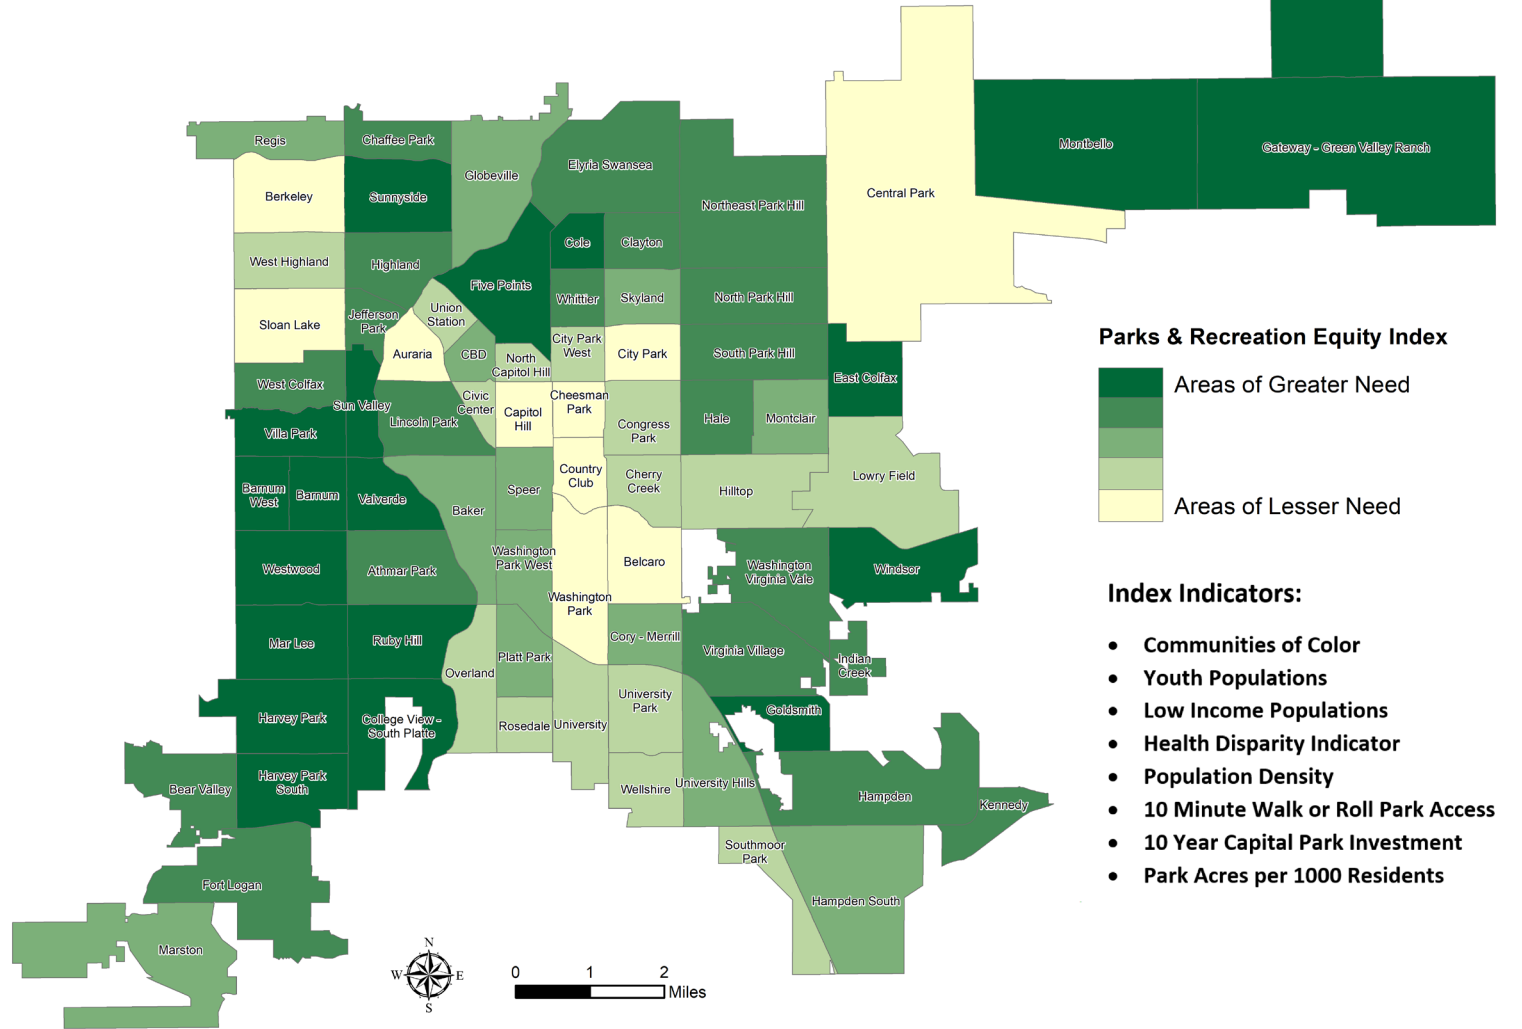 Regis
Chaffee Park
Globeville
Elyria Swansea
Montbello
Gateway - Green Valley Ranch
Berkeley
Sunnyside
Northeast Park Hill
Central Park
West Highland
Highland
Cole
Clayton
Five Points
Whittier
Skyland
North Park Hill
Sloan Lake
Jefferson
Park
Union
Station
Auraria
CBD
North
Capitol Hill
City Park
West
City Park
South Park Hill
East Colfax
West Colfax
Sun Valley
Lincoln Park
Civic
Center
Capitol
Hill
Cheesman
Park
Congress
Park
Hale
Montclair
Villa Park
Barnum
West
Barnum
Valverde
Baker
Speer
Country
Club
Cherry
Creek
Hilltop
Lowry Field
Westwood
Athmar Park
Washington
Park West
Washington
Park
Belcaro
Washington
Virginia Vale
Windsor
Mar Lee
Ruby Hill
Overland
Platt Park
Cory - Merrill
Virginia Village
Indian
Creek
Harvey Park
College View -
South Platte
Rosedale
University
University
Park
Goldsmith
Bear Valley
Harvey Park
South
Wellshire
University Hills
Hampden
Kennedy
Fort Logan
Southmoor
Park
Hampden South
Marston
N
W
E
S
0
1
2
Miles
Parks & Recreation Equity Index
Areas of Greater Need
Areas of Lesser Need
Index Indicators:
• Communities of Color
• Youth Populations
• Low Income Populations
• Health Disparity Indicator
• Population Density
• 10 Minute Walk or Roll Park Access
• 10 Year Capital Park Investment
• Park Acres per 1000 Residents